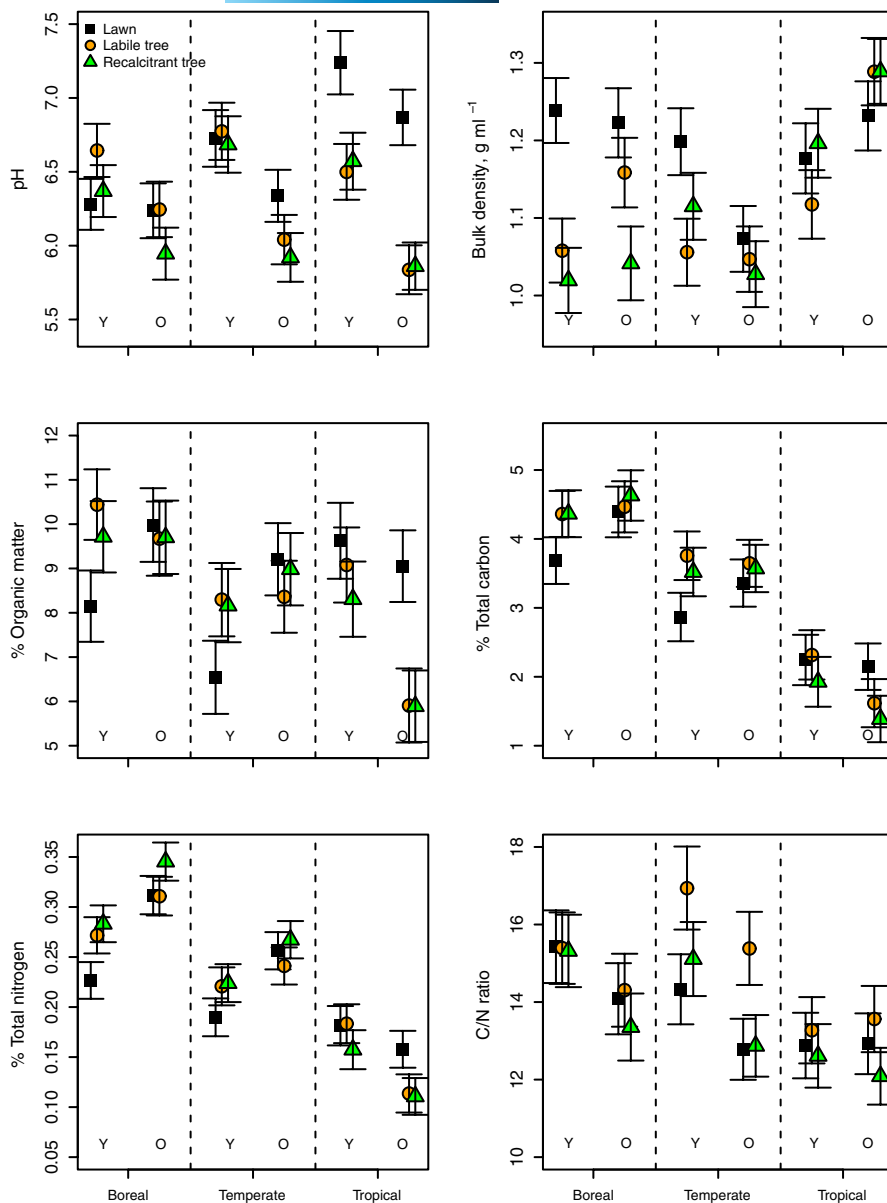 7.5
7.0
6.5
6.0
5.5
pH
Lawn
Labile tree
Recalcitrant tree
Y
O
Y
O
Y
O
1.3
1.2
1.1
1.0
Bulk density, g ml −1
Y
O
Y
O
Y
O
12
11
10
9
8
7
6
5
% Organic matter
Y
O
Y
O
Y
O
5
4
3
2
1
% Total carbon
Y
O
Y
O
Y
O
0.35
0.30
0.25
0.20
0.15
0.10
0.05
% Total nitrogen
Y
O
Y
O
Y
O
Boreal
Temperate
Tropical
18
16
14
12
10
C/N ratio
Y
O
Y
O
Y
O
Boreal
Temperate
Tropical